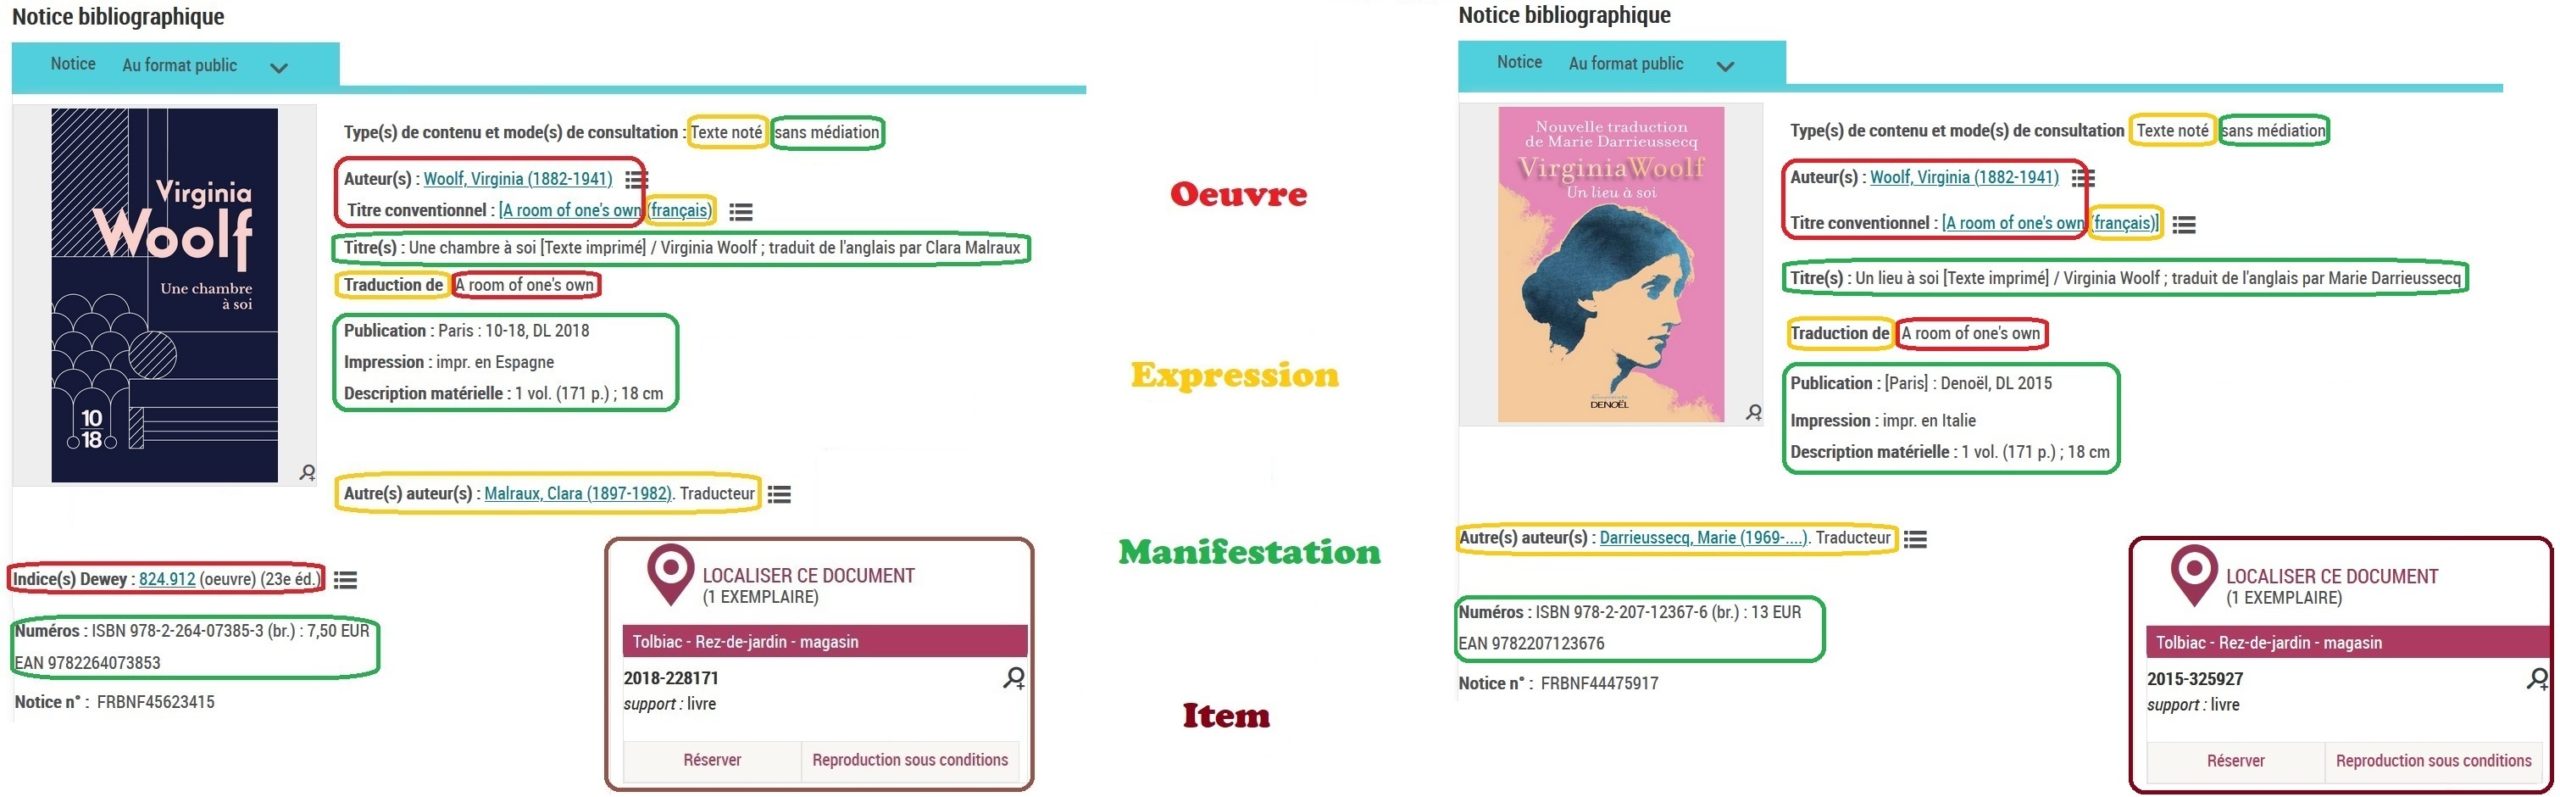 Notice bibliographique
Notice Au format public
Virginia
Woolf
Une chambre
à soi
10
18
Type(s) de contenu et mode(s) de consultation : Texte noté sans médiation
Auteur(s) : Woolf, Virginia (1882-1941)
Titre conventionnel : [A room of one's own (français)
Titre(s) : Une chambre à soi [Texte imprimé] / Virginia Woolf ; traduit de l'anglais par Clara Malraux
Traduction de A room of one's own
Publication : Paris : 10-18, DL 2018
Impression : impr. en Espagne
Description matérielle : 1 vol. (171 p.) ; 18 cm
Autre(s) auteur(s) : Malraux, Clara (1897-1982). Traducteur
Indice(s) Dewey : 824.912 (oeuvre) (23e éd.)
Numéros : ISBN 978-2-264-07385-3 (br.) : 7,50 EUR
EAN 9782264073853
Notice n° : FRBNF45623415
LOCALISER CE DOCUMENT
(1 EXEMPLAIRE)
Tolbiac - Rez-de-jardin - magasin
2018-228171
support : livre
Réserver Reproduction sous conditions
Oeuvre
Expression
Manifestation
Item
Notice bibliographique
Notice Au format public
Nouvelle traduction
de Marie Darrieussecq
Virginia Woolf
Un lieu à soi
DENOËL
Type(s) de contenu et mode(s) de consultation Texte noté sans médiation
Auteur(s) : Woolf, Virginia (1882-1941)
Titre conventionnel : [A room of one's own (français)]
Titre(s) : Un lieu à soi [Texte imprimé] / Virginia Woolf ; traduit de l'anglais par Marie Darrieussecq
Traduction de A room of one's own
Publication : [Paris] : Denoël, DL 2015
Impression : impr. en Italie
Description matérielle : 1 vol. (171 p.) ; 18 cm
Autre(s) auteur(s) : Darrieussecq, Marie (1969-....). Traducteur
Numéros : ISBN 978-2-207-12367-6 (br.) : 13 EUR
EAN 9782207123676
Notice n° : FRBNF44475917
LOCALISER CE DOCUMENT
(1 EXEMPLAIRE)
Tolbiac - Rez-de-jardin - magasin
2015-325927
support : livre
Réserver Reproduction sous conditions